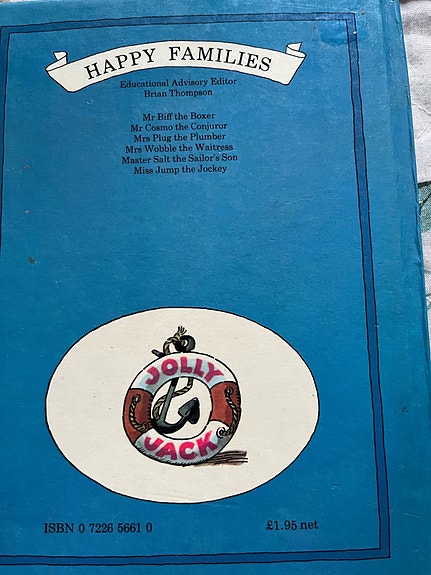 HAPPY FAMILIES
Educational Advisory Editor
Brian Thompson
Mr Biff the Boxer
Mr Cosmo the Conjuror
Mrs Plug the Plumber
Mrs Wobble the Waitress
Master Salt the Sailor's Son
Miss Jump the Jockey
JOLLY
JACK
ISBN 0 7226 5661 0
£1.95 net